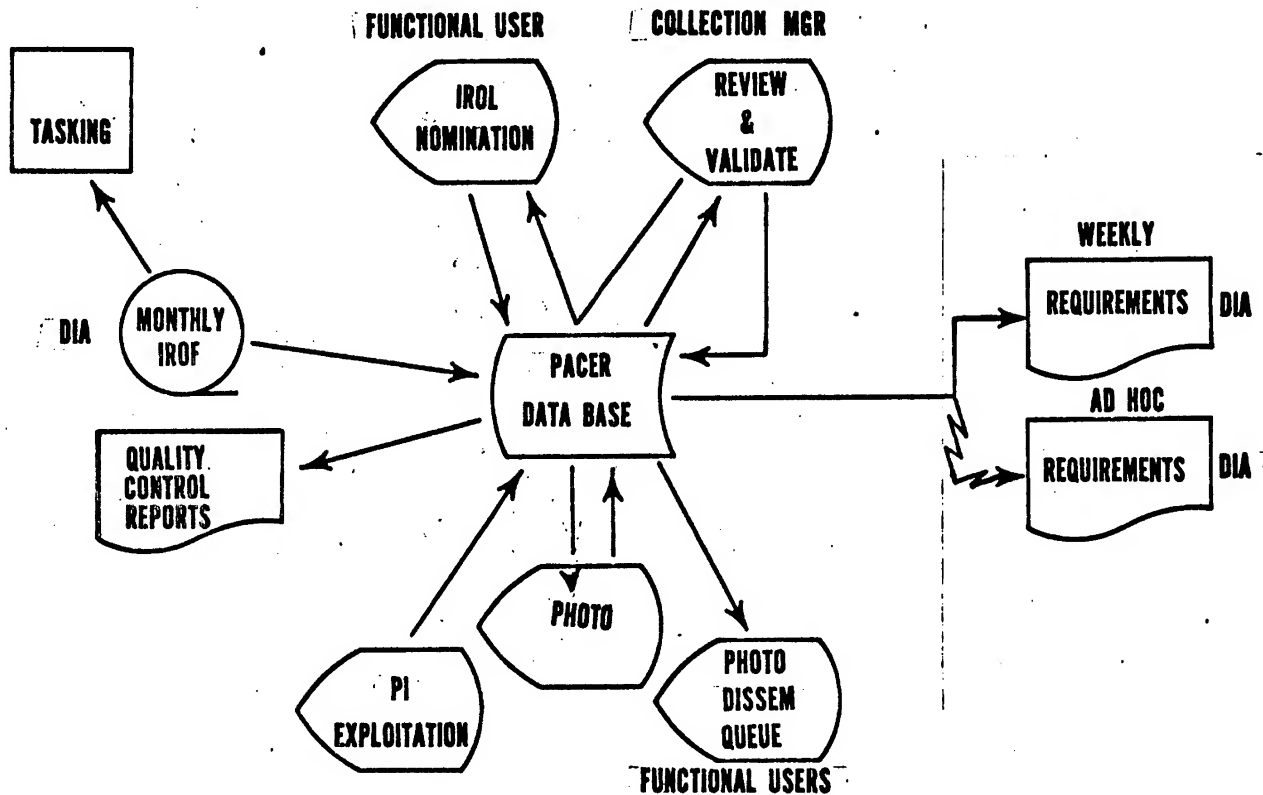 FUNCTIONAL USER
COLLECTION MGR
TASKING
IROL
NOMINATION
REVIEW
&
VALIDATE
WEEKLY
REQUIREMENTS
DIA
DIA
MONTHLY
IROF
PACER
DATA BASE
AD HOC
REQUIREMENTS
DIA
QUALITY
CONTROL
REPORTS
PHOTO
PI
EXPLOITATION
PHOTO
DISSEM
QUEUE
FUNCTIONAL USERS